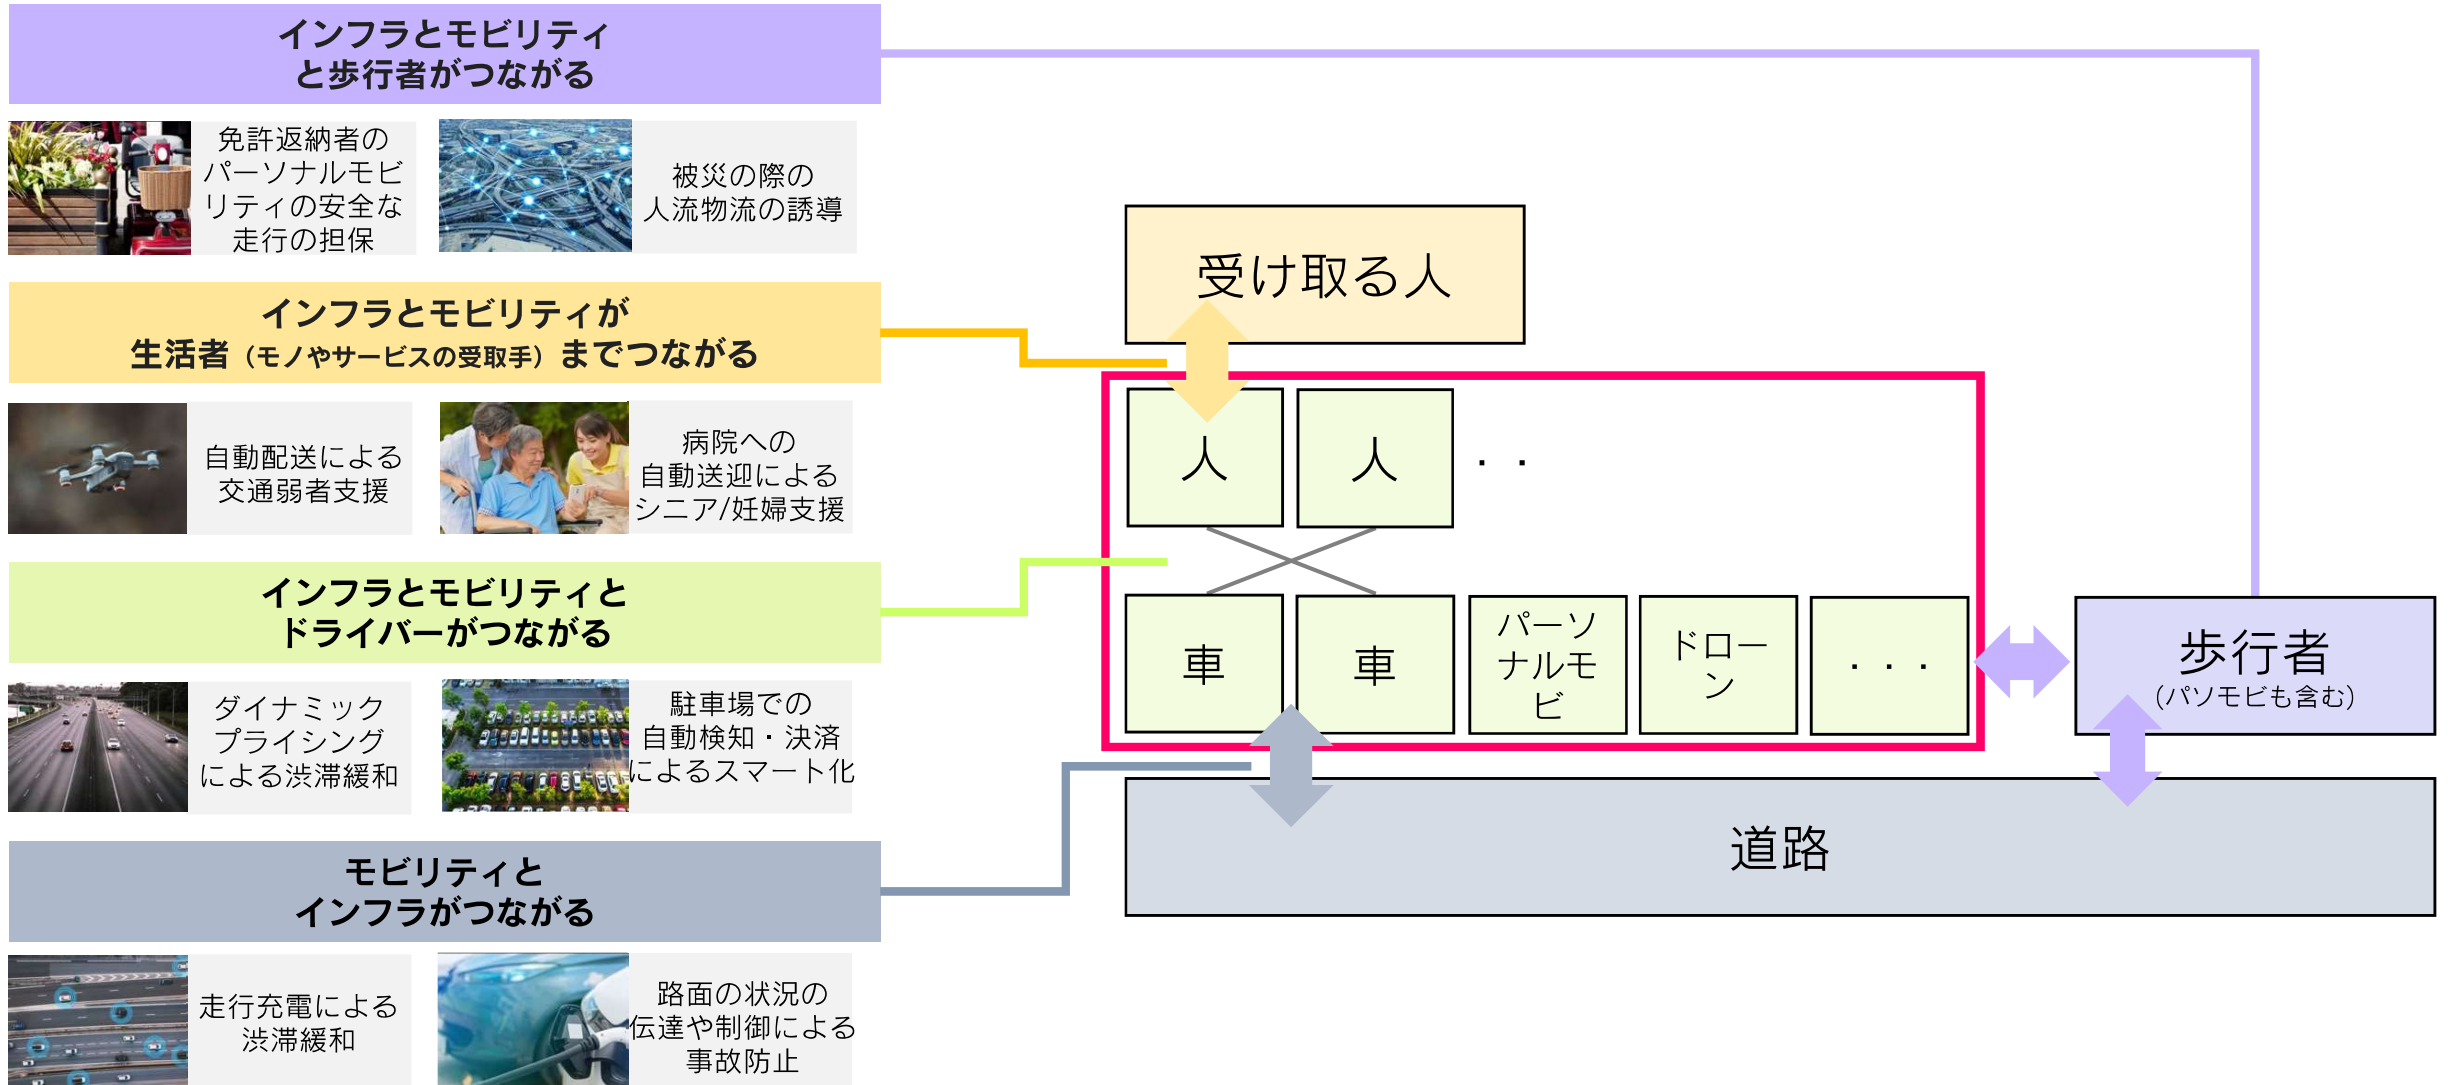 インフラとモビリティ
と歩行者がつながる
免許返納者の
パーソナルモビ
リティの安全な
走行の担保
被災の際の
人流物流の誘導
インフラとモビリティが
生活者（モノやサービスの受取手）までつながる
自動配送による
交通弱者支援
病院への
自動送迎による
シニア/妊婦支援
インフラとモビリティと
ドライバーがつながる
ダイナミック
プライシング
による渋滞緩和
駐車場での
自動検知・決済
によるスマート化
モビリティと
インフラがつながる
走行充電による
渋滞緩和
路面の状況の
伝達や制御による
事故防止
受け取る人
人
人
・・
車
車
パーソ
ナルモ
ビ
ドロー
ン
・・・
歩行者
（パソモビも含む）
道路